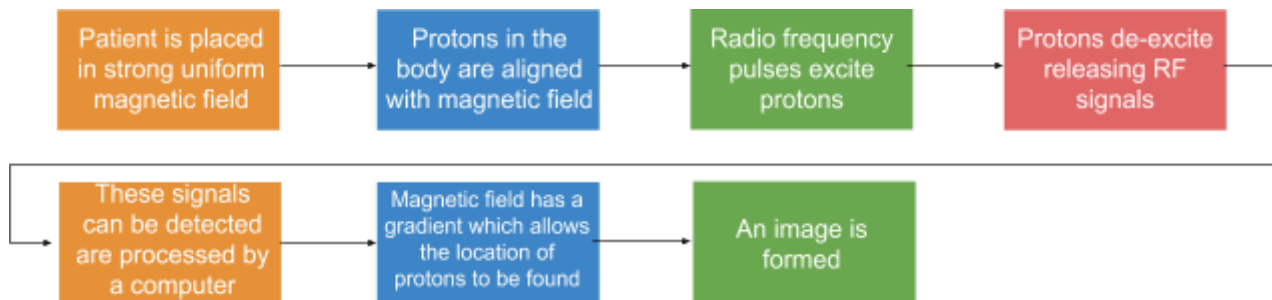 Patient is placed
in strong uniform
magnetic field
Protons in the
body are aligned
with magnetic field
Radio frequency
pulses excite
protons
Protons de-excite
releasing RF
signals
These signals
can be detected
are processed by
a computer
Magnetic field has a
gradient which allows
the location of
protons to be found
An image is
formed